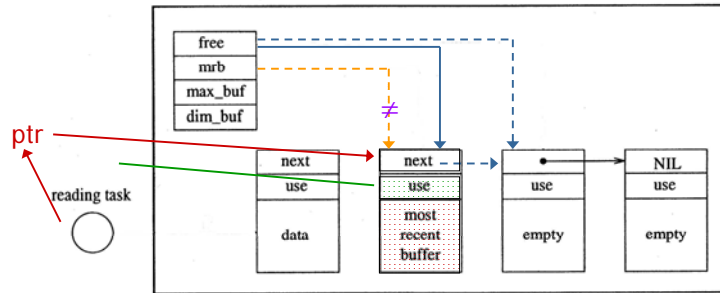 free
mrb
max_buf
dim_buf
≠
ptr
reading task
next
use
data
next
use
most
recent
buffer
use
empty
NIL
use
empty